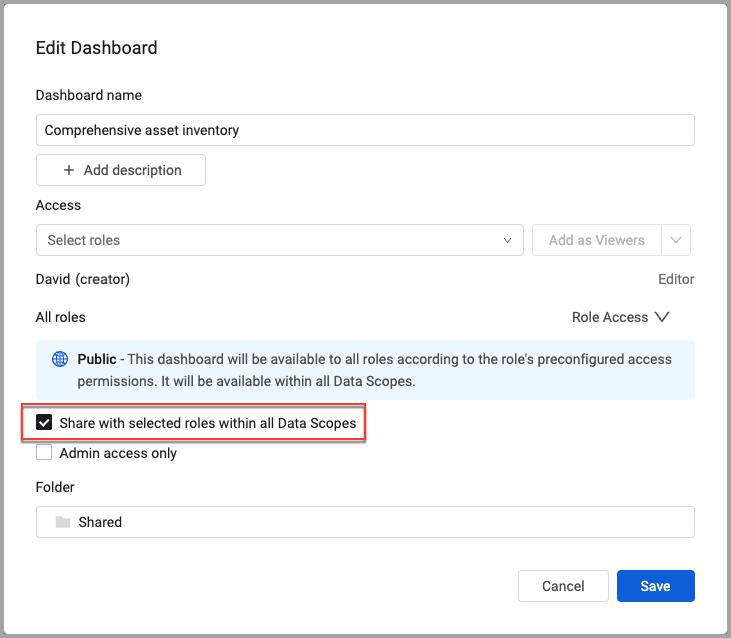 Edit Dashboard
Dashboard name
Comprehensive asset inventory
+ Add description
Access
Select roles
Add as Viewers
David (creator)
Editor
All roles
Role Access
Public - This dashboard will be available to all roles according to the role's preconfigured access
permissions. It will be available within all Data Scopes.
Share with selected roles within all Data Scopes
Admin access only
Folder
Shared
Cancel
Save